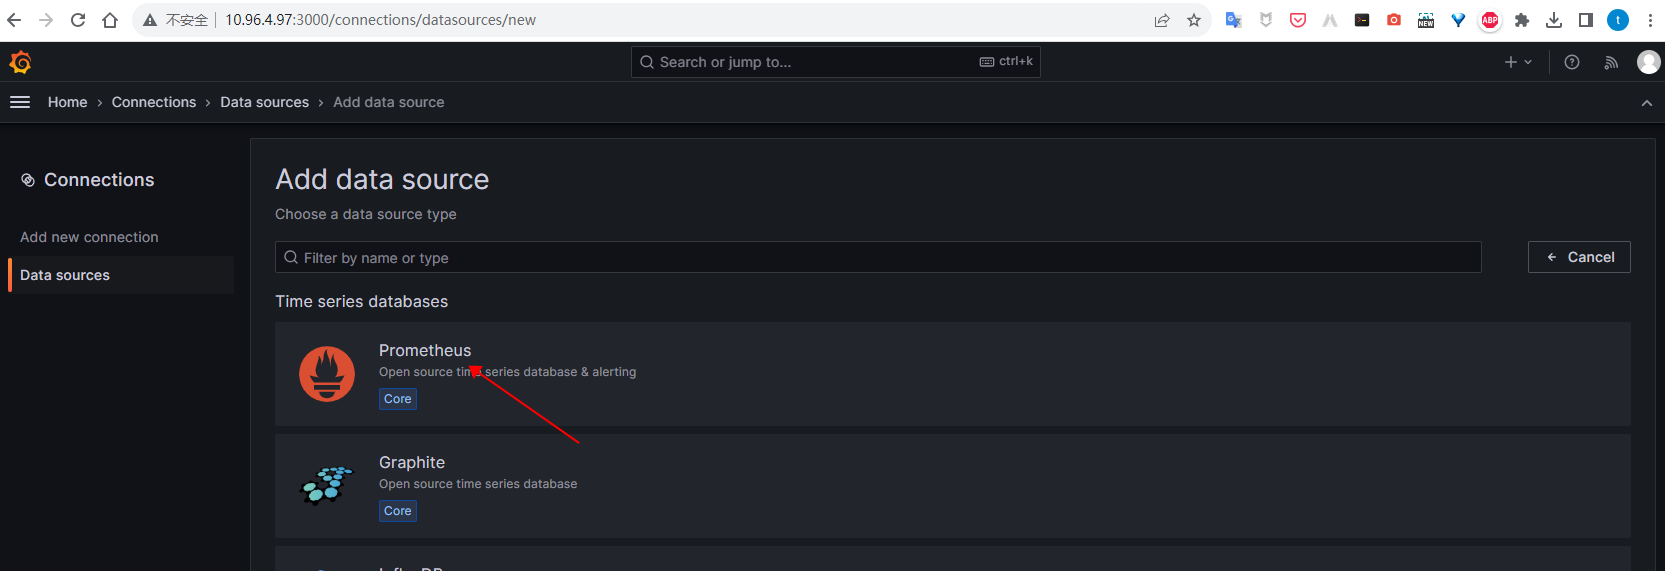 不安全 10.96.4.97:3000/connections/datasources/new
NEW
ABP
t
Search or jump to...
ctrl+k
Home › Connections › Data sources › Add data source
Connections
Add new connection
Data sources
Add data source
Choose a data source type
Filter by name or type
Cancel
Time series databases
Prometheus
Open source time series database & alerting
Core
Graphite
Open source time series database
Core